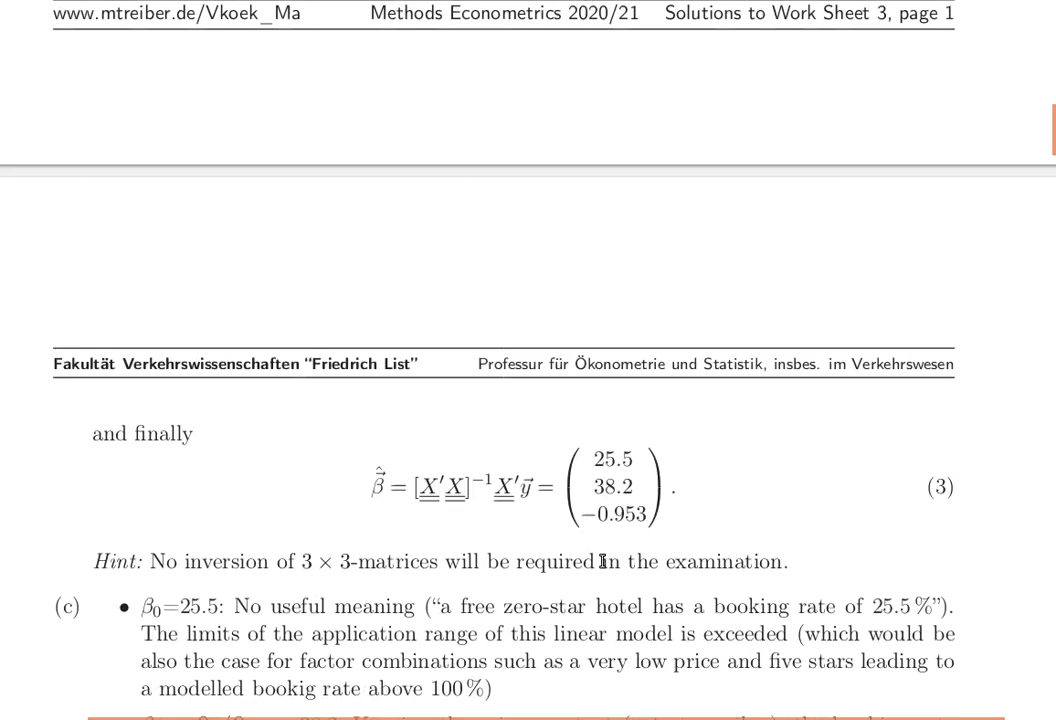 www.mtreiber.de/Vkoek_Ma Methods Econometrics 2020/21 Solutions to Work Sheet 3, page 1
Fakultät Verkehrswissenschaften "Friedrich List" Professur für Ökonometrie und Statistik, insbes. im Verkehrswesen
and finally
β̂⃗ = [X′X]⁻¹X′y⃗ = (25.5 38.2 −0.953). (3)
Hint: No inversion of 3 × 3-matrices will be required in the examination.
(c) • β₀=25.5: No useful meaning ("a free zero-star hotel has a booking rate of 25.5 %").
The limits of the application range of this linear model is exceeded (which would be
also the case for factor combinations such as a very low price and five stars leading to
a modelled bookig rate above 100 %)